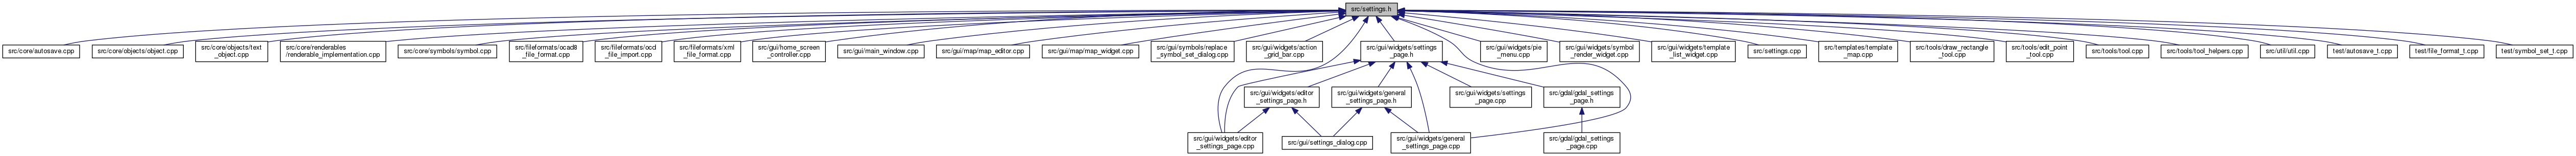 src/settings.h
src/core/autosave.cpp
src/core/objects/object.cpp
src/core/objects/text
_object.cpp
src/core/renderables
/renderable_implementation.cpp
src/core/symbols/symbol.cpp
src/fileformats/ocad8
_file_format.cpp
src/fileformats/ocd
_file_import.cpp
src/fileformats/xml
_file_format.cpp
src/gui/home_screen
_controller.cpp
src/gui/main_window.cpp
src/gui/map/map_editor.cpp
src/gui/map/map_widget.cpp
src/gui/symbols/replace
_symbol_set_dialog.cpp
src/gui/widgets/action
_grid_bar.cpp
src/gui/widgets/settings
_page.h
src/gui/widgets/pie
_menu.cpp
src/gui/widgets/symbol
_render_widget.cpp
src/gui/widgets/template
_list_widget.cpp
src/settings.cpp
src/templates/template
_map.cpp
src/tools/draw_rectangle
_tool.cpp
src/tools/edit_point
_tool.cpp
src/tools/tool.cpp
src/tools/tool_helpers.cpp
src/util/util.cpp
test/autosave_t.cpp
test/file_format_t.cpp
test/symbol_set_t.cpp
src/gui/widgets/editor
_settings_page.h
src/gui/widgets/general
_settings_page.h
src/gui/widgets/settings
_page.cpp
src/gdal/gdal_settings
_page.h
src/gui/widgets/editor
_settings_page.cpp
src/gui/settings_dialog.cpp
src/gui/widgets/general
_settings_page.cpp
src/gdal/gdal_settings
_page.cpp